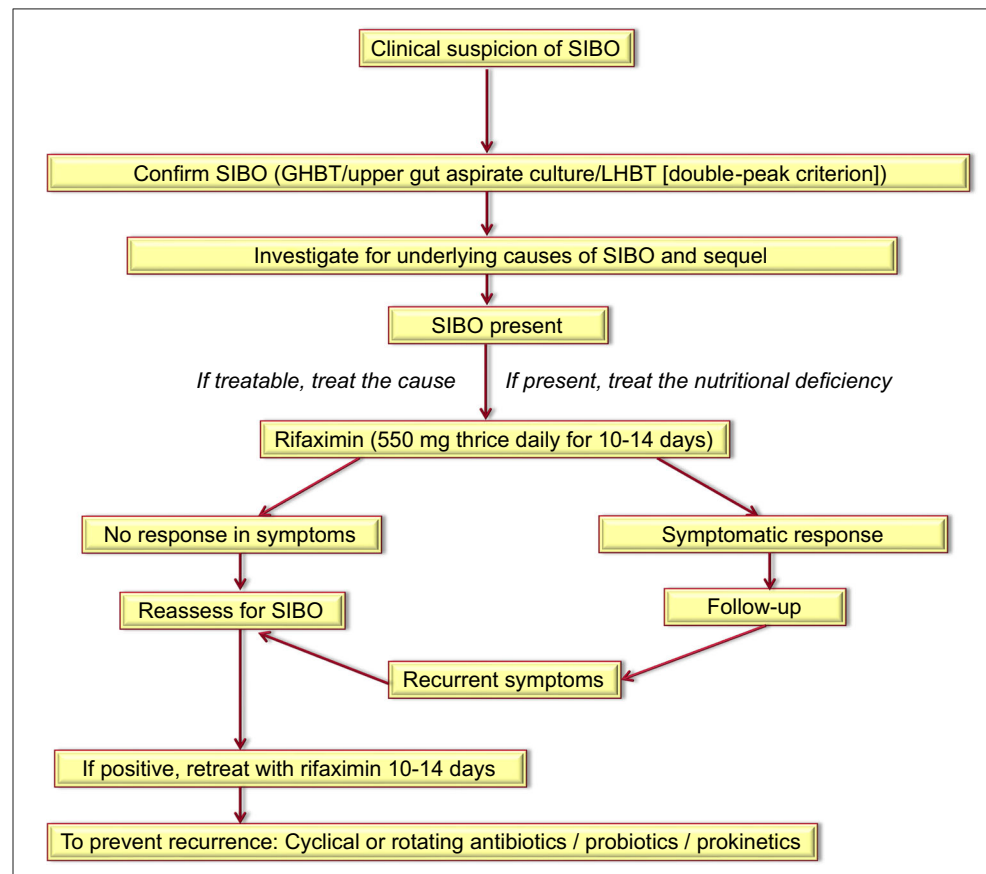 Clinical suspicion of SIBO
Confirm SIBO (GHBT/upper gut aspirate culture/LHBT [double-peak criterion])
Investigate for underlying causes of SIBO and sequel
SIBO present
If treatable, treat the cause
If present, treat the nutritional deficiency
Rifaximin (550 mg thrice daily for 10-14 days)
No response in symptoms
Symptomatic response
Reassess for SIBO
Follow-up
Recurrent symptoms
If positive, retreat with rifaximin 10-14 days
To prevent recurrence: Cyclical or rotating antibiotics / probiotics / prokinetics